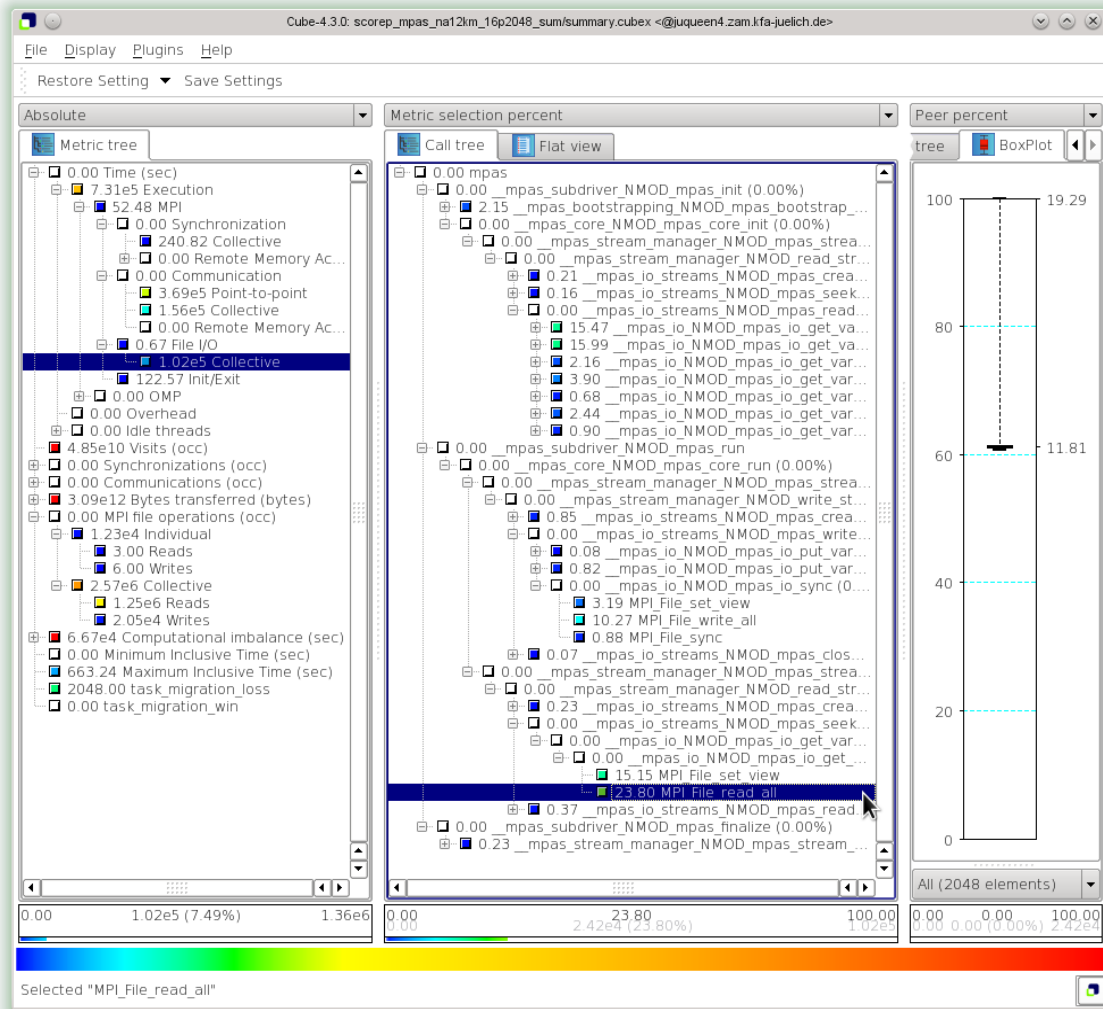 Cube-4.3.0: scorep_mpas_na12km_16p2048_sum/summary.cubex <@juqueen4.zam.kfa-juelich.de>
File Display Plugins Help
Restore Setting Save Settings
Absolute
Metric tree
0.00 Time (sec)
7.31e5 Execution
52.48 MPI
0.00 Synchronization
240.82 Collective
0.00 Remote Memory Ac...
0.00 Communication
3.69e5 Point-to-point
1.56e5 Collective
0.00 Remote Memory Ac...
0.67 File I/O
1.02e5 Collective
122.57 Init/Exit
0.00 OMP
0.00 Overhead
0.00 Idle threads
4.85e10 Visits (occ)
0.00 Synchronizations (occ)
0.00 Communications (occ)
3.09e12 Bytes transferred (bytes)
0.00 MPI file operations (occ)
1.23e4 Individual
3.00 Reads
6.00 Writes
2.57e6 Collective
1.25e6 Reads
2.05e4 Writes
6.67e4 Computational imbalance (sec)
0.00 Minimum Inclusive Time (sec)
663.24 Maximum Inclusive Time (sec)
2048.00 task_migration_loss
0.00 task_migration_win
0.00 1.02e5 (7.49%) 1.36e6
Metric selection percent
Call tree Flat view
0.00 mpas
0.00 __mpas_subdriver_NMOD_mpas_init (0.00%)
2.15 __mpas_bootstrapping_NMOD_mpas_bootstrap_...
0.00 __mpas_core_NMOD_mpas_core_init (0.00%)
0.00 __mpas_stream_manager_NMOD_mpas_strea...
0.00 __mpas_stream_manager_NMOD_read_str...
0.21 __mpas_io_streams_NMOD_mpas_crea...
0.16 __mpas_io_streams_NMOD_mpas_seek...
0.00 __mpas_io_streams_NMOD_mpas_read...
15.47 __mpas_io_NMOD_mpas_io_get_va...
15.99 __mpas_io_NMOD_mpas_io_get_va...
2.16 __mpas_io_NMOD_mpas_io_get_var...
3.90 __mpas_io_NMOD_mpas_io_get_var...
0.68 __mpas_io_NMOD_mpas_io_get_var...
2.44 __mpas_io_NMOD_mpas_io_get_var...
0.90 __mpas_io_NMOD_mpas_io_get_var...
0.00 __mpas_subdriver_NMOD_mpas_run
0.00 __mpas_core_NMOD_mpas_core_run (0.00%)
0.00 __mpas_stream_manager_NMOD_mpas_strea...
0.00 __mpas_stream_manager_NMOD_write_st...
0.85 __mpas_io_streams_NMOD_mpas_crea...
0.00 __mpas_io_streams_NMOD_mpas_write...
0.08 __mpas_io_NMOD_mpas_io_put_var...
0.82 __mpas_io_NMOD_mpas_io_put_var...
0.00 __mpas_io_NMOD_mpas_io_sync (0....
3.19 MPI_File_set_view
10.27 MPI_File_write_all
0.88 MPI_File_sync
0.07 __mpas_io_streams_NMOD_mpas_clos...
0.00 __mpas_stream_manager_NMOD_mpas_strea...
0.00 __mpas_stream_manager_NMOD_read_str...
0.23 __mpas_io_streams_NMOD_mpas_crea...
0.00 __mpas_io_streams_NMOD_mpas_seek...
0.00 __mpas_io_NMOD_mpas_io_get_var...
0.00 __mpas_io_NMOD_mpas_io_get_...
15.15 MPI_File_set_view
23.80 MPI_File_read_all
0.37 __mpas_io_streams_NMOD_mpas_read...
0.00 __mpas_subdriver_NMOD_mpas_finalize (0.00%)
0.23 __mpas_stream_manager_NMOD_mpas_stream_...
0.00 23.80 100.00
0.00 2.42e4 (23.80%) 1.02e5
Peer percent
tree BoxPlot
100 19.29
80
11.81
60
40
20
0
All (2048 elements)
0.00 0.00 100.00
0.00 0.00 (0.00%) 2.42e4
Selected "MPI_File_read_all"